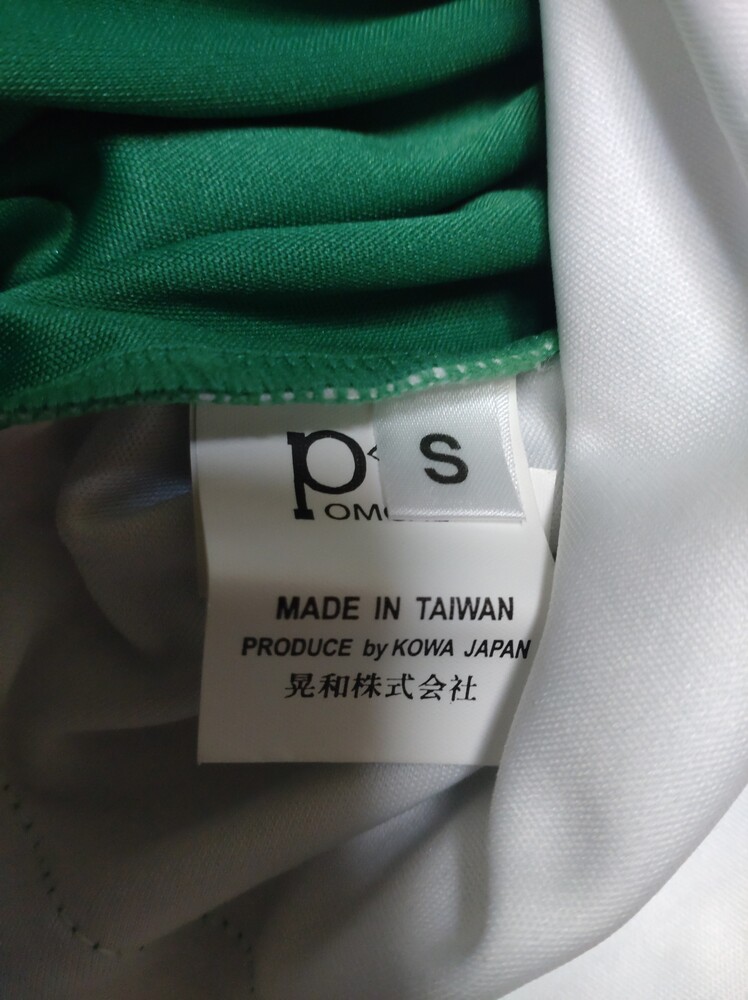 S
MADE IN TAIWAN
PRODUCE by KOWA JAPAN
晃和株式会社